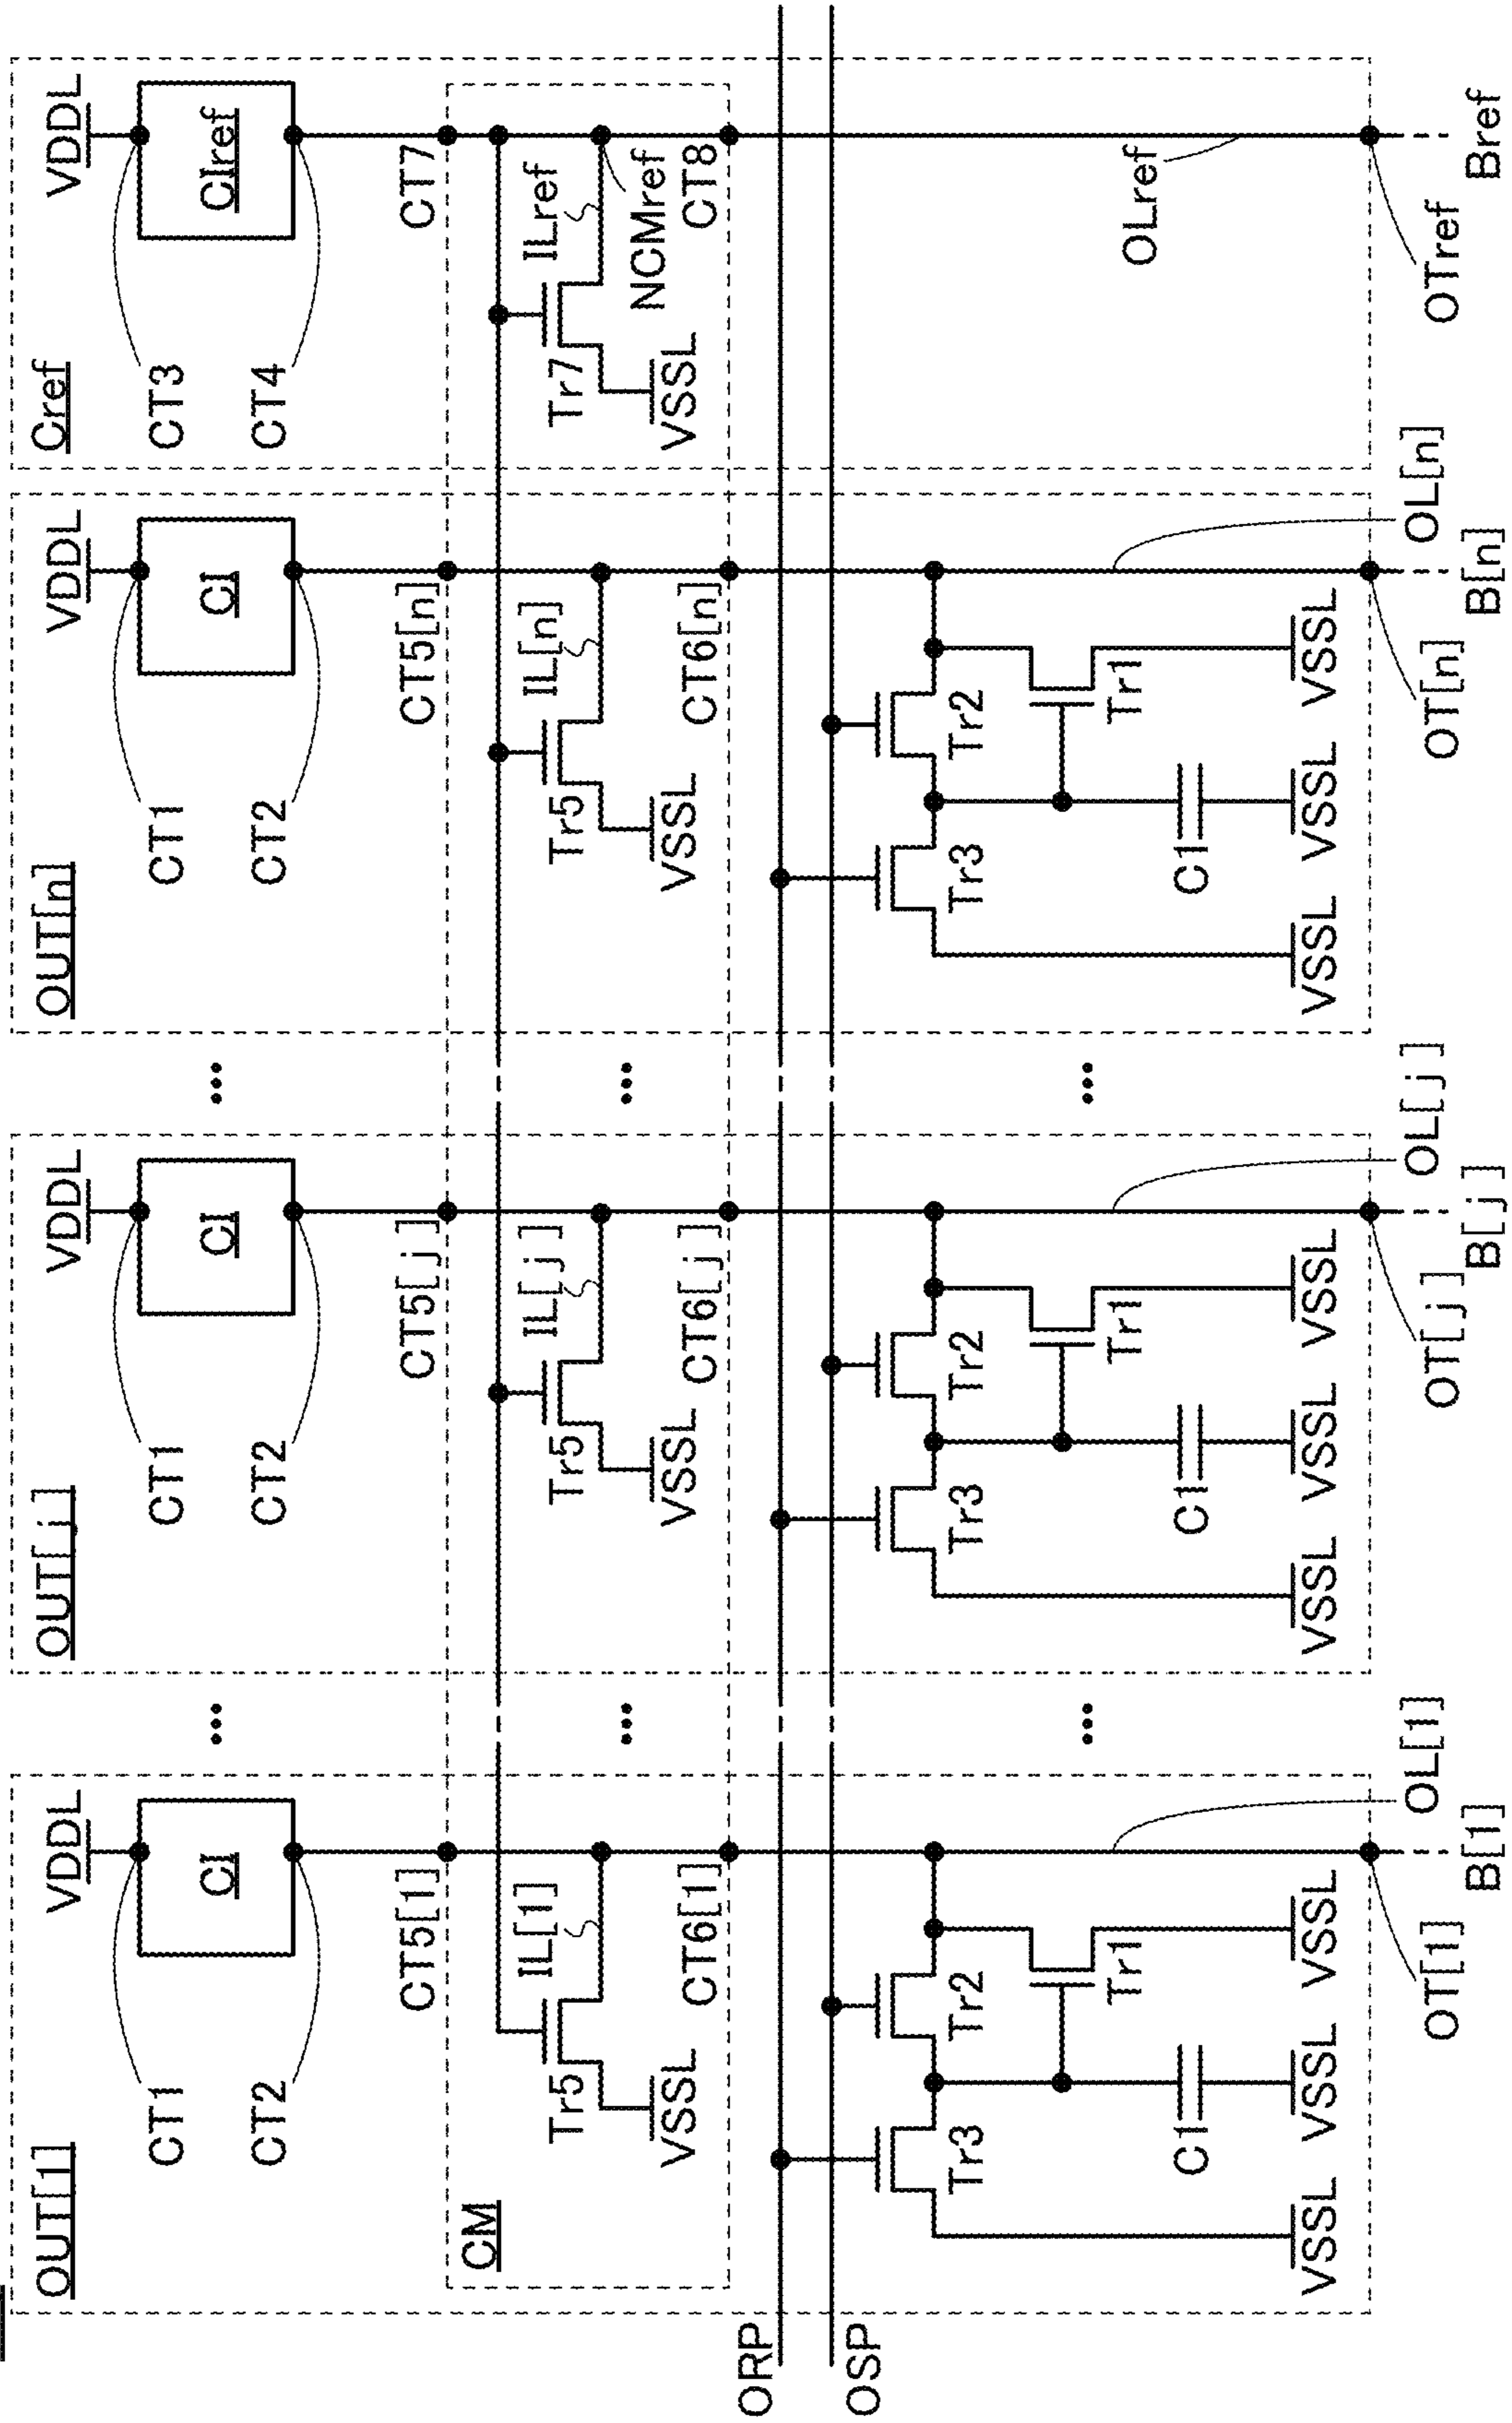 OUT[1]
VDDL
CI
CT1
CT2
CT5[1]
CM
IL[1]
Tr5
VSSL
CT6[1]
Tr3
Tr2
Tr1
C1
VSSL
VSSL
VSSL
OT[1]
OL[1]
B[1]
...
...
...
OUT[j]
VDDL
CI
CT1
CT2
CT5[j]
IL[j]
Tr5
VSSL
CT6[j]
Tr3
Tr2
Tr1
C1
VSSL
VSSL
VSSL
OT[j]
OL[j]
B[j]
...
...
...
OUT[n]
VDDL
CI
CT1
CT2
CT5[n]
IL[n]
Tr5
VSSL
CT6[n]
Tr3
Tr2
Tr1
C1
VSSL
VSSL
VSSL
OT[n]
OL[n]
B[n]
Cref
VDDL
CIref
CT3
CT4
CT7
ILref
Tr7
NCMref
VSSL
CT8
OLref
OTref
Bref
ORP
OSP